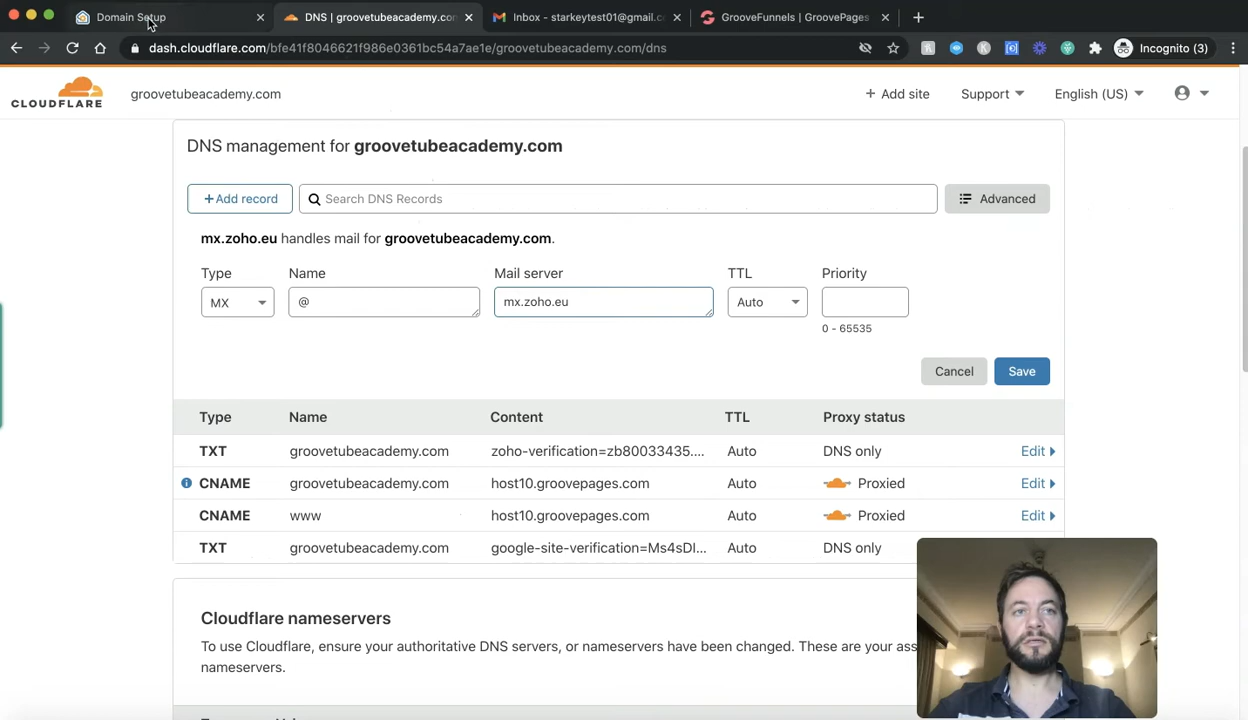 Domain Setup
DNS | groovetubeacademy.co
Inbox - starkeytest01@gmail.c
GrooveFunnels | GroovePages
dash.cloudflare.com/bfe41f8046621f986e0361bc54a7ae1e/groovetubeacademy.com/dns
Incognito (3)
CLOUDFLARE
groovetubeacademy.com
+ Add site
Support
English (US)
DNS management for groovetubeacademy.com
+Add record
Search DNS Records
Advanced
mx.zoho.eu handles mail for groovetubeacademy.com.
Type Name Mail server TTL Priority
MX @ mx.zoho.eu Auto
0 - 65535
Cancel Save
Type Name Content TTL Proxy status
TXT groovetubeacademy.com zoho-verification=zb80033435.... Auto DNS only Edit
CNAME groovetubeacademy.com host10.groovepages.com Auto Proxied Edit
CNAME www host10.groovepages.com Auto Proxied Edit
TXT groovetubeacademy.com google-site-verification=Ms4sDI... Auto DNS only
Cloudflare nameservers
To use Cloudflare, ensure your authoritative DNS servers, or nameservers have been changed. These are your ass
nameservers.